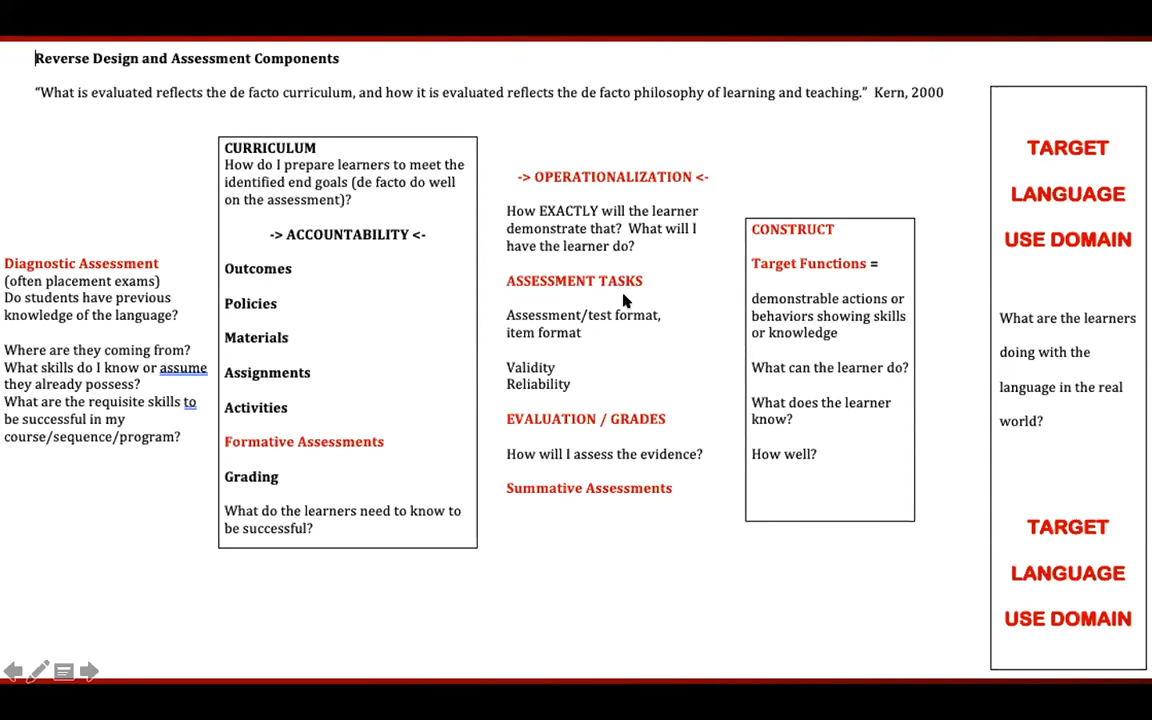 Reverse Design and Assessment Components
“What is evaluated reflects the de facto curriculum, and how it is evaluated reflects the de facto philosophy of learning and teaching.” Kern, 2000
Diagnostic Assessment
(often placement exams)
Do students have previous
knowledge of the language?
Where are they coming from?
What skills do I know or assume
they already possess?
What are the requisite skills to
be successful in my
course/sequence/program?
CURRICULUM
How do I prepare learners to meet the
identified end goals (de facto do well
on the assessment)?
-> ACCOUNTABILITY <-
Outcomes
Policies
Materials
Assignments
Activities
Formative Assessments
Grading
What do the learners need to know to
be successful?
-> OPERATIONALIZATION <-
How EXACTLY will the learner
demonstrate that? What will I
have the learner do?
ASSESSMENT TASKS
Assessment/test format,
item format
Validity
Reliability
EVALUATION / GRADES
How will I assess the evidence?
Summative Assessments
CONSTRUCT
Target Functions =
demonstrable actions or
behaviors showing skills
or knowledge
What can the learner do?
What does the learner
know?
How well?
TARGET
LANGUAGE
USE DOMAIN
What are the learners
doing with the
language in the real
world?
TARGET
LANGUAGE
USE DOMAIN